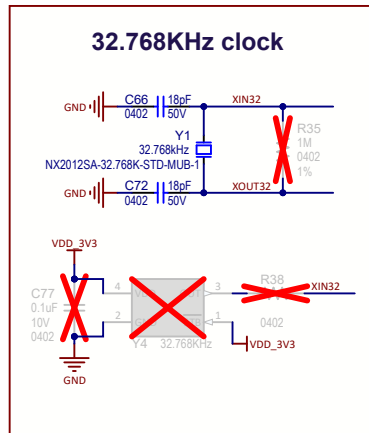 32.768KHz clock
C66
18pF
XIN32
GND
0402
50V
R35
Y1
1M
32.768kHz
0402
NX2012SA-32.768K-STD-MUB-1
1%
C72
18pF
XOUT32
GND
0402
50V
VDD_3V3
C77
4
3
R38
XIN32
0.1uF
10V
2
1
0402
0402
Y4
32.768KHz
VDD_3V3
GND